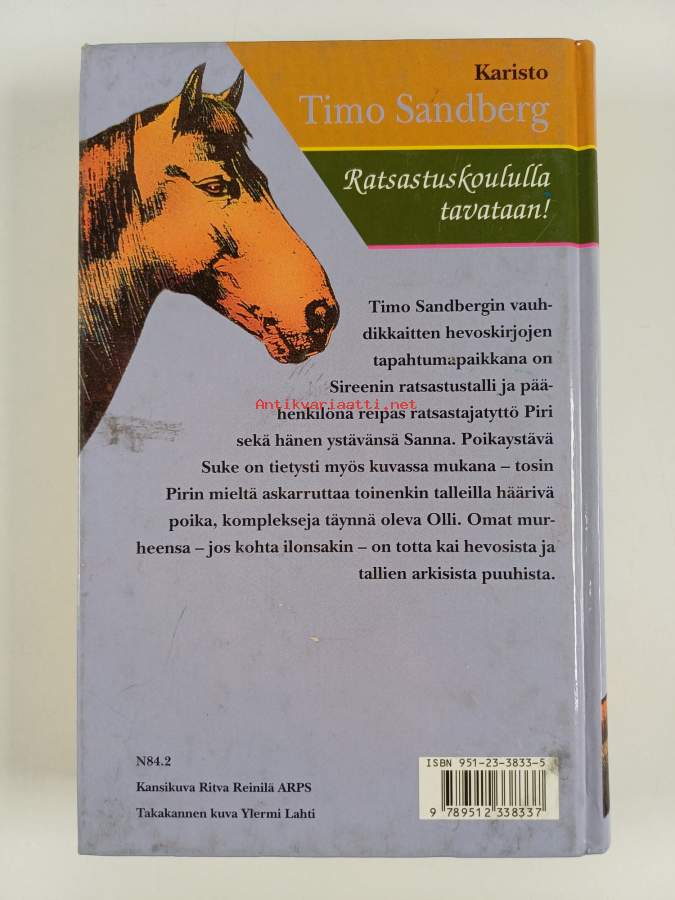 Karisto
Timo Sandberg
Ratsastuskoululla
tavataan!
Timo Sandbergin vauh-
dikkaitten hevoskirjojen
tapahtumapaikkana on
Sireenin ratsastustalli ja pää-
Antikvariaatti.net
henkilönä reipas ratsastajatyttö Piri
sekä hänen ystävänsä Sanna. Poikaystävä
Suke on tietysti myös kuvassa mukana – tosin
Pirin mieltä askarruttaa toinenkin talleilla häärivä
poika, komplekseja täynnä oleva Olli. Omat mur-
heensa – jos kohta ilonsakin – on totta kai hevosista ja
tallien arkisista puuhista.
N84.2
Kansikuva Ritva Reinilä ARPS
Takakannen kuva Ylermi Lahti
ISBN 951-23-3833-5
9 789512 338337